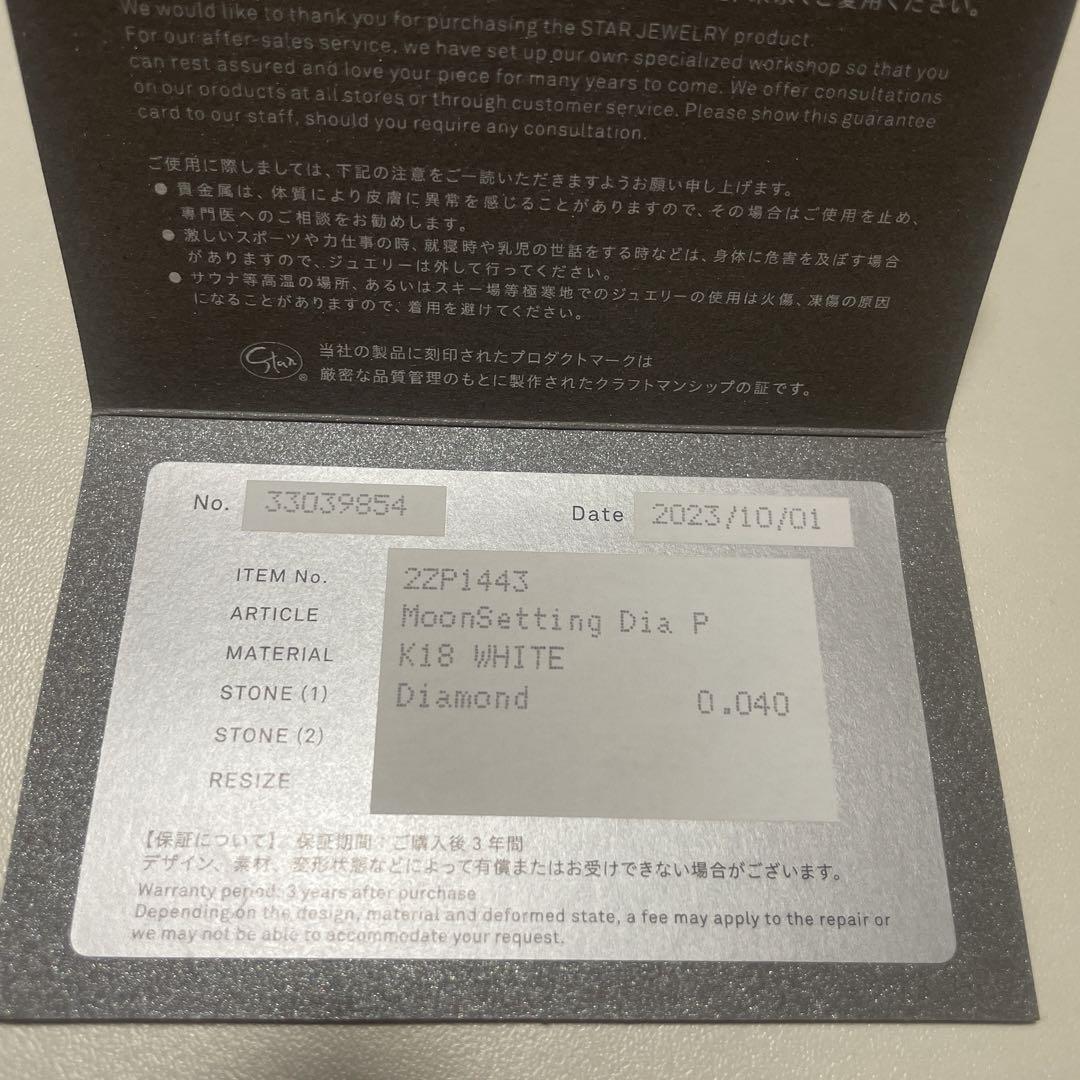 ご愛用ください。
We would like to thank you for purchasing the STAR JEWELRY product.
For our after-sales service, we have set up our own specialized workshop so that you
can rest assured and love your piece for many years to come. We offer consultations
on our products at all stores or through customer service. Please show this guarantee
card to our staff, should you require any consultation.
ご使用に際しましては、下記の注意をご一読いただきますようお願い申し上げます。
● 貴金属は、体質により皮膚に異常を感じることがありますので、その場合はご使用を止め、
専門医へのご相談をお勧めします。
● 激しいスポーツや力仕事の時、就寝時や乳児の世話をする時などは、身体に危害を及ぼす場合
がありますので、ジュエリーは外して行ってください。
● サウナ等高温の場所、あるいはスキー場等極寒地でのジュエリーの使用は火傷、凍傷の原因
になることがありますので、着用を避けてください。
Star ®
当社の製品に刻印されたプロダクトマークは
厳密な品質管理のもとに製作されたクラフトマンシップの証です。
No. 33039854 Date 2023/10/01
ITEM No. 2ZP1443
ARTICLE MoonSetting Dia P
MATERIAL K18 WHITE
STONE (1) Diamond 0.040
STONE (2)
RESIZE
【保証について】 保証期間:ご購入後3年間
デザイン、素材、変形状態などによって有償またはお受けできない場合がございます。
Warranty period: 3 years after purchase
Depending on the design, material and deformed state, a fee may apply to the repair or
we may not be able to accommodate your request.